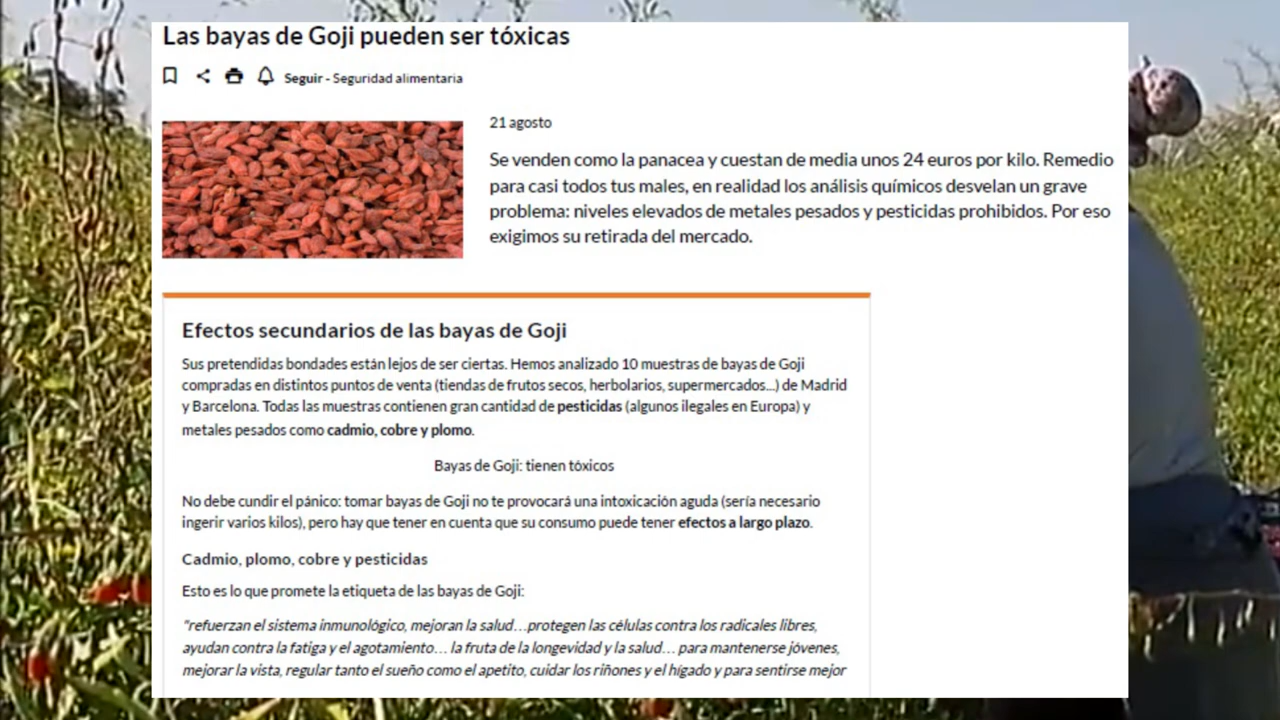 Las bayas de Goji pueden ser tóxicas
Seguir - Seguridad alimentaria
21 agosto
Se venden como la panacea y cuestan de media unos 24 euros por kilo. Remedio
para casi todos tus males, en realidad los análisis químicos desvelan un grave
problema: niveles elevados de metales pesados y pesticidas prohibidos. Por eso
exigimos su retirada del mercado.
Efectos secundarios de las bayas de Goji
Sus pretendidas bondades están lejos de ser ciertas. Hemos analizado 10 muestras de bayas de Goji
compradas en distintos puntos de venta (tiendas de frutos secos, herbolarios, supermercados...) de Madrid
y Barcelona. Todas las muestras contienen gran cantidad de pesticidas (algunos ilegales en Europa) y
metales pesados como cadmio, cobre y plomo.
Bayas de Goji: tienen tóxicos
No debe cundir el pánico: tomar bayas de Goji no te provocará una intoxicación aguda (sería necesario
ingerir varios kilos), pero hay que tener en cuenta que su consumo puede tener efectos a largo plazo.
Cadmio, plomo, cobre y pesticidas
Esto es lo que promete la etiqueta de las bayas de Goji:
"refuerzan el sistema inmunológico, mejoran la salud…protegen las células contra los radicales libres,
ayudan contra la fatiga y el agotamiento… la fruta de la longevidad y la salud… para mantenerse jóvenes,
mejorar la vista, regular tanto el sueño como el apetito, cuidar los riñones y el hígado y para sentirse mejor